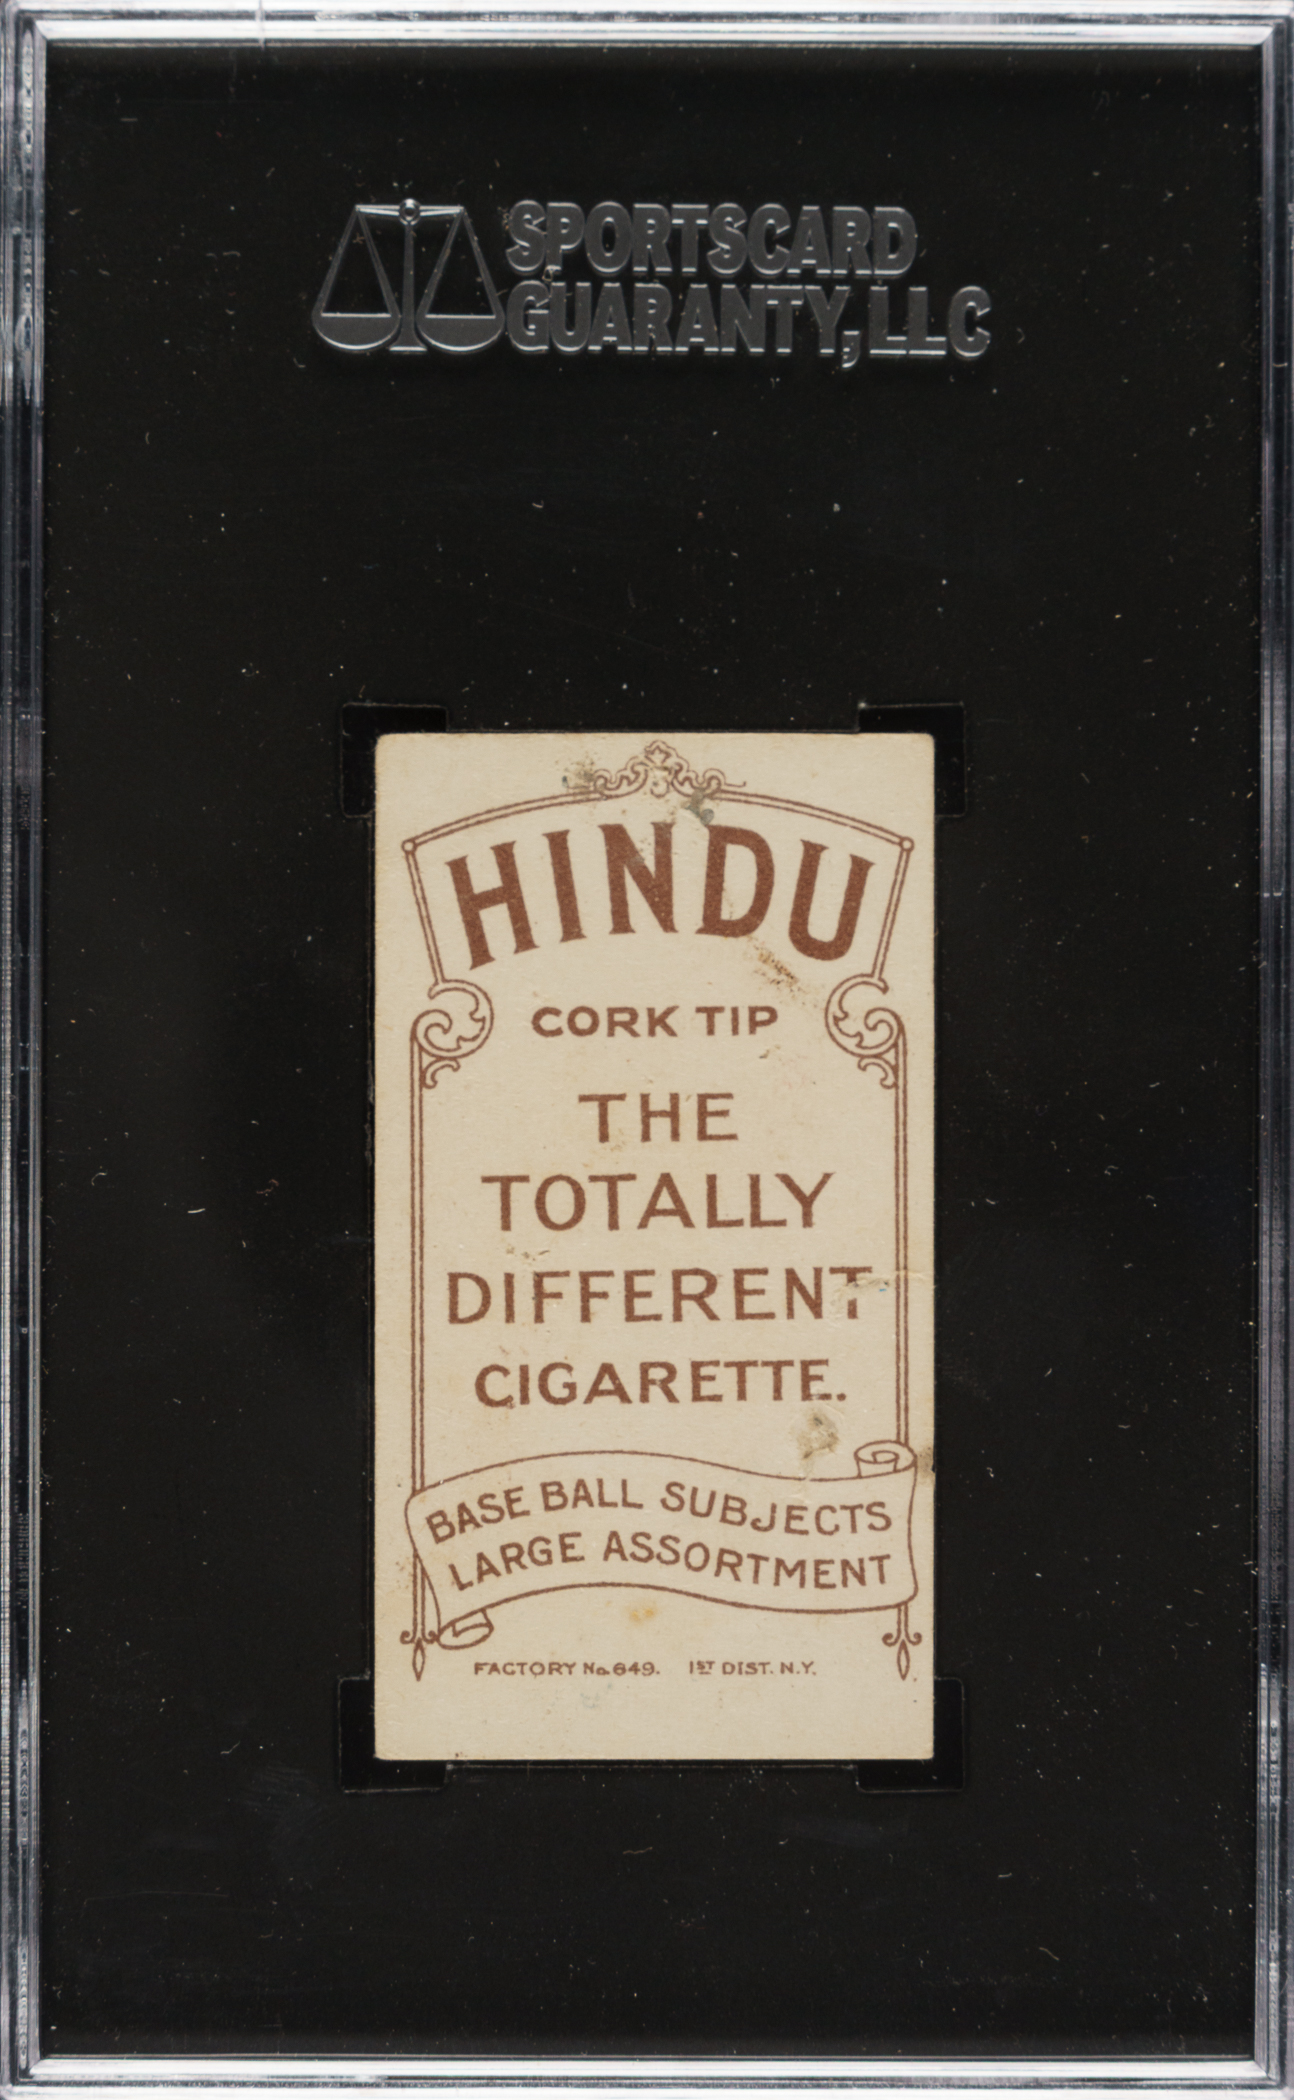 SPORTSCARD
GUARANTY, LLC
HINDU
CORK TIP
THE
TOTALLY
DIFFERENT
CIGARETTE.
BASE BALL SUBJECTS
LARGE ASSORTMENT
FACTORY No. 649. 1ST DIST. N.Y.